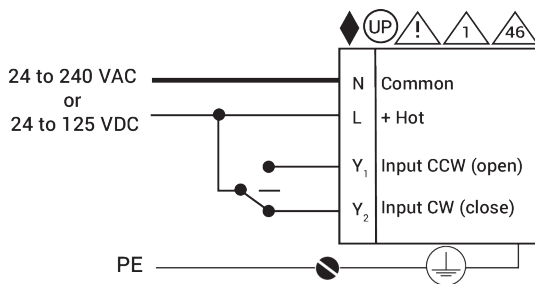 UP ! 1 46
24 to 240 VAC
or
24 to 125 VDC
N Common
L + Hot
Y1 Input CCW (open)
Y2 Input CW (close)
PE